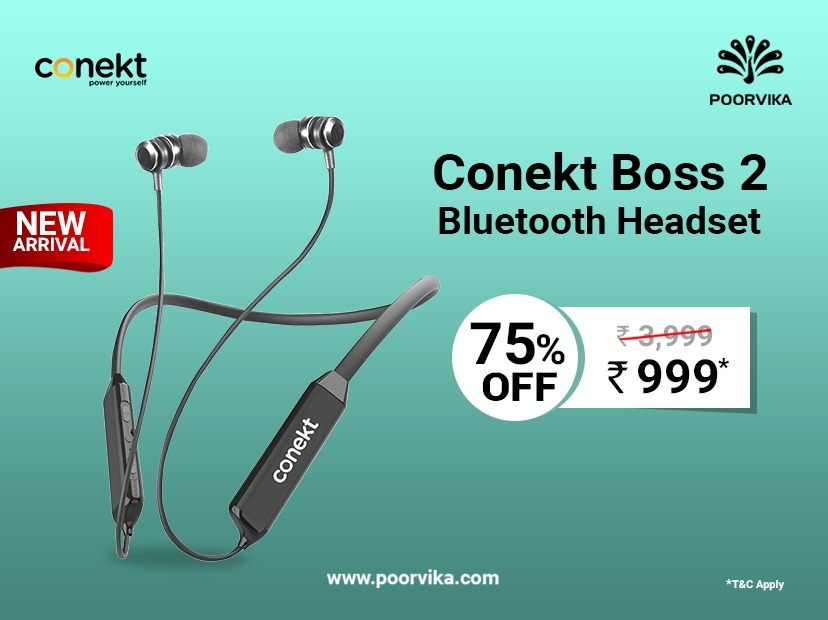 conekt
power yourself
POORVIKA
Conekt Boss 2
Bluetooth Headset
NEW
ARRIVAL
75%
OFF
₹ 3,999
₹ 999*
conekt
www.poorvika.com
*T&C Apply